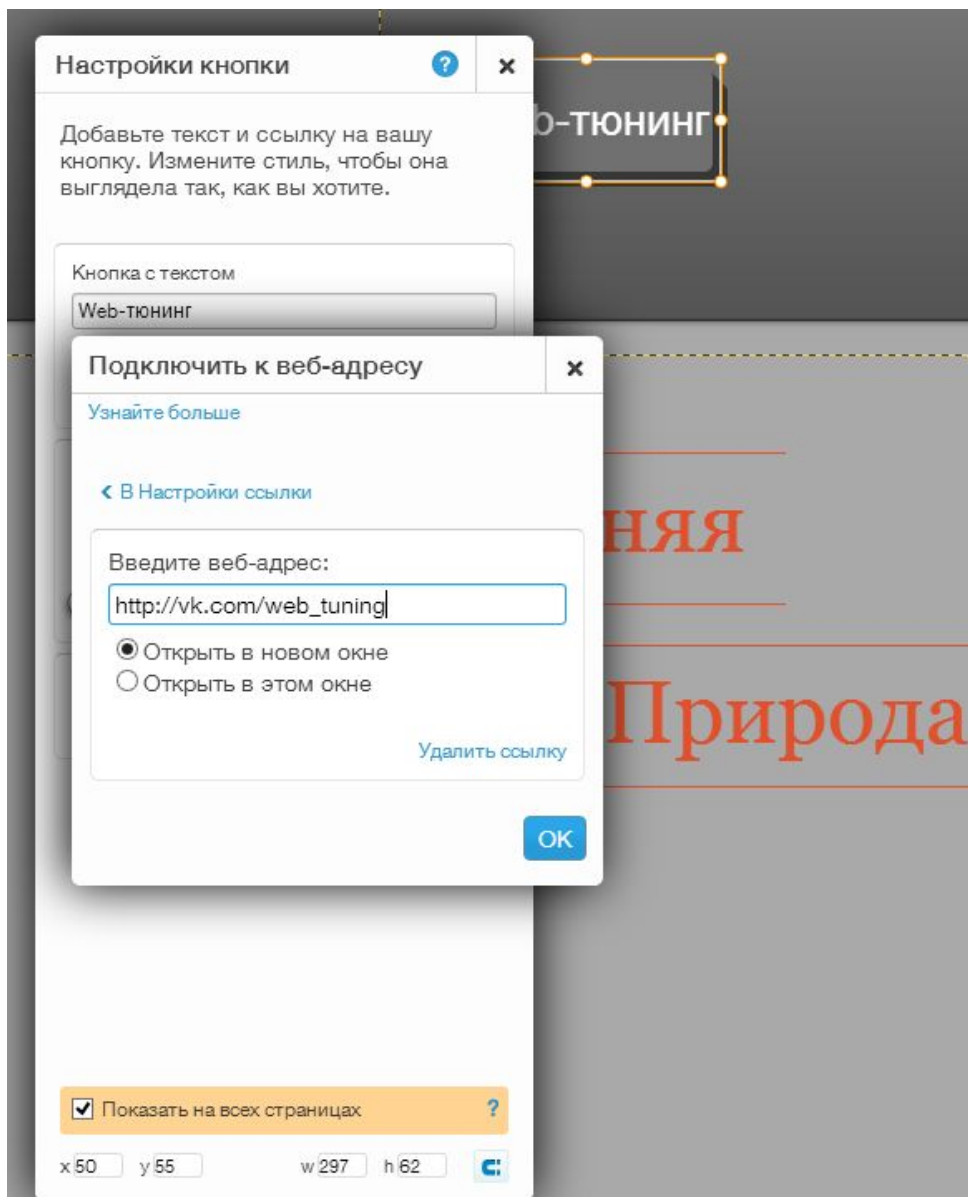 Настройки кнопки ?
b-тюнинг
Добавьте текст и ссылку на вашу
кнопку. Измените стиль, чтобы она
выглядела так, как вы хотите.
Кнопка с текстом
Web-тюнинг
Подключить к веб-адресу
Узнайте больше
В Настройки ссылки
няя
Введите веб-адрес:
http://vk.com/web_tuning
Открыть в новом окне
Открыть в этом окне
Природа
Удалить ссылку
OK
Показать на всех страницах ?
x 50 y 55 w 297 h 62